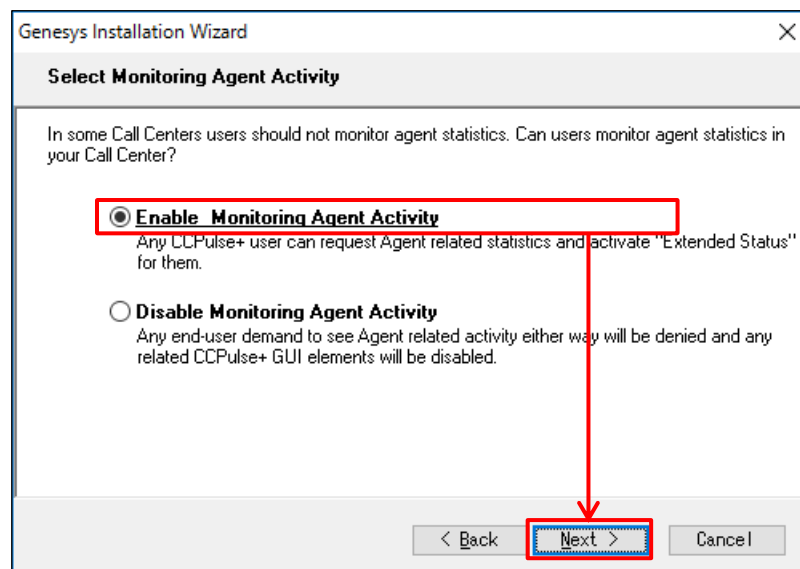 Genesys Installation Wizard
Select Monitoring Agent Activity
In some Call Centers users should not monitor agent statistics. Can users monitor agent statistics in
your Call Center?
Enable Monitoring Agent Activity
Any CCPulse+ user can request Agent related statistics and activate "Extended Status"
for them.
Disable Monitoring Agent Activity
Any end-user demand to see Agent related activity either way will be denied and any
related CCPulse+ GUI elements will be disabled.
< Back Next > Cancel